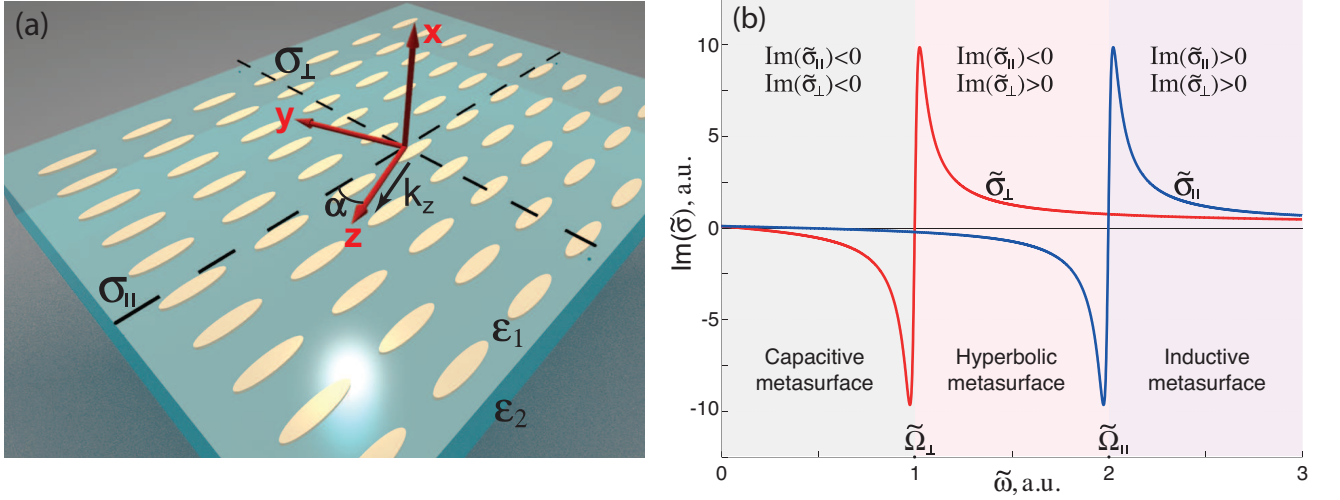 (a)
x
σ⊥
y
α
k_z
z
σ॥
ε₁
ε₂
(b)
Im(σ̃), a.u.
10
5
0
-5
-10
Im(σ̃॥)<0
Im(σ̃⊥)<0
Im(σ̃॥)<0
Im(σ̃⊥)>0
Im(σ̃॥)>0
Im(σ̃⊥)>0
σ̃⊥
σ̃॥
Capacitive
metasurface
Hyperbolic
metasurface
Inductive
metasurface
Ω̃⊥
Ω̃॥
0
1
2
3
ω̃, a.u.